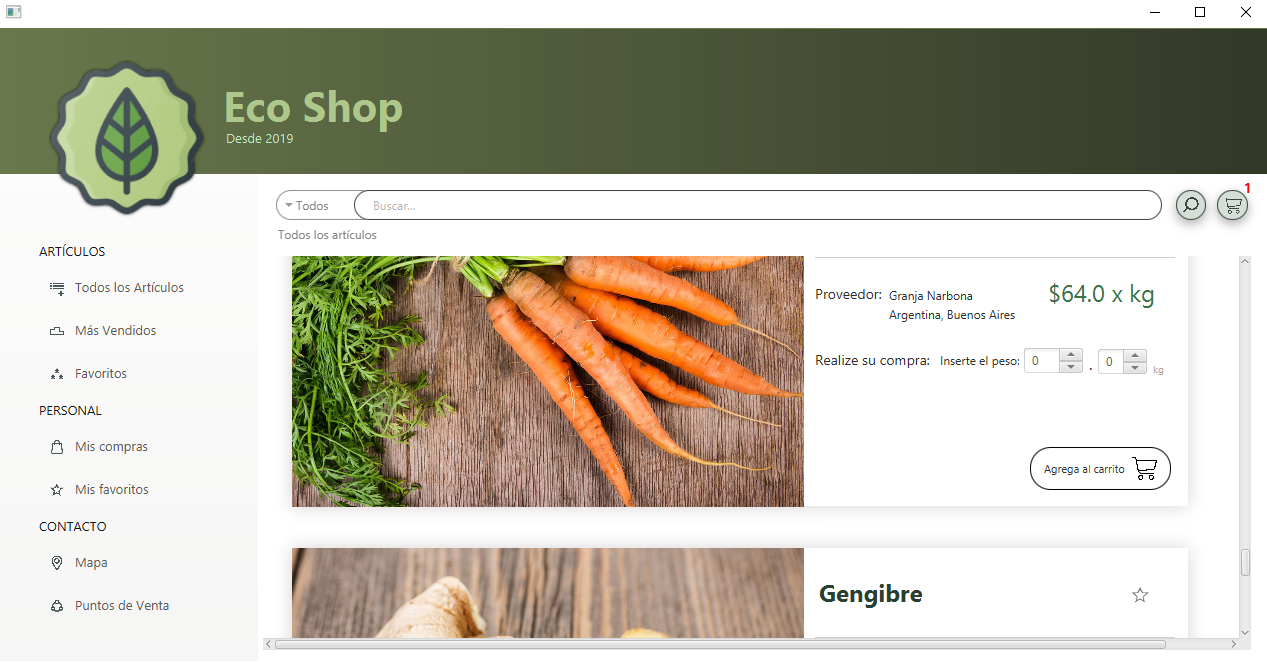 Eco Shop
Desde 2019
Todos
Buscar...
1
Todos los artículos
ARTÍCULOS
Todos los Artículos
Más Vendidos
Favoritos
PERSONAL
Mis compras
Mis favoritos
CONTACTO
Mapa
Puntos de Venta
Proveedor: Granja Narbona
Argentina, Buenos Aires
$64.0 x kg
Realize su compra: Inserte el peso: 0 . 0 kg
Agrega al carrito
Gengibre